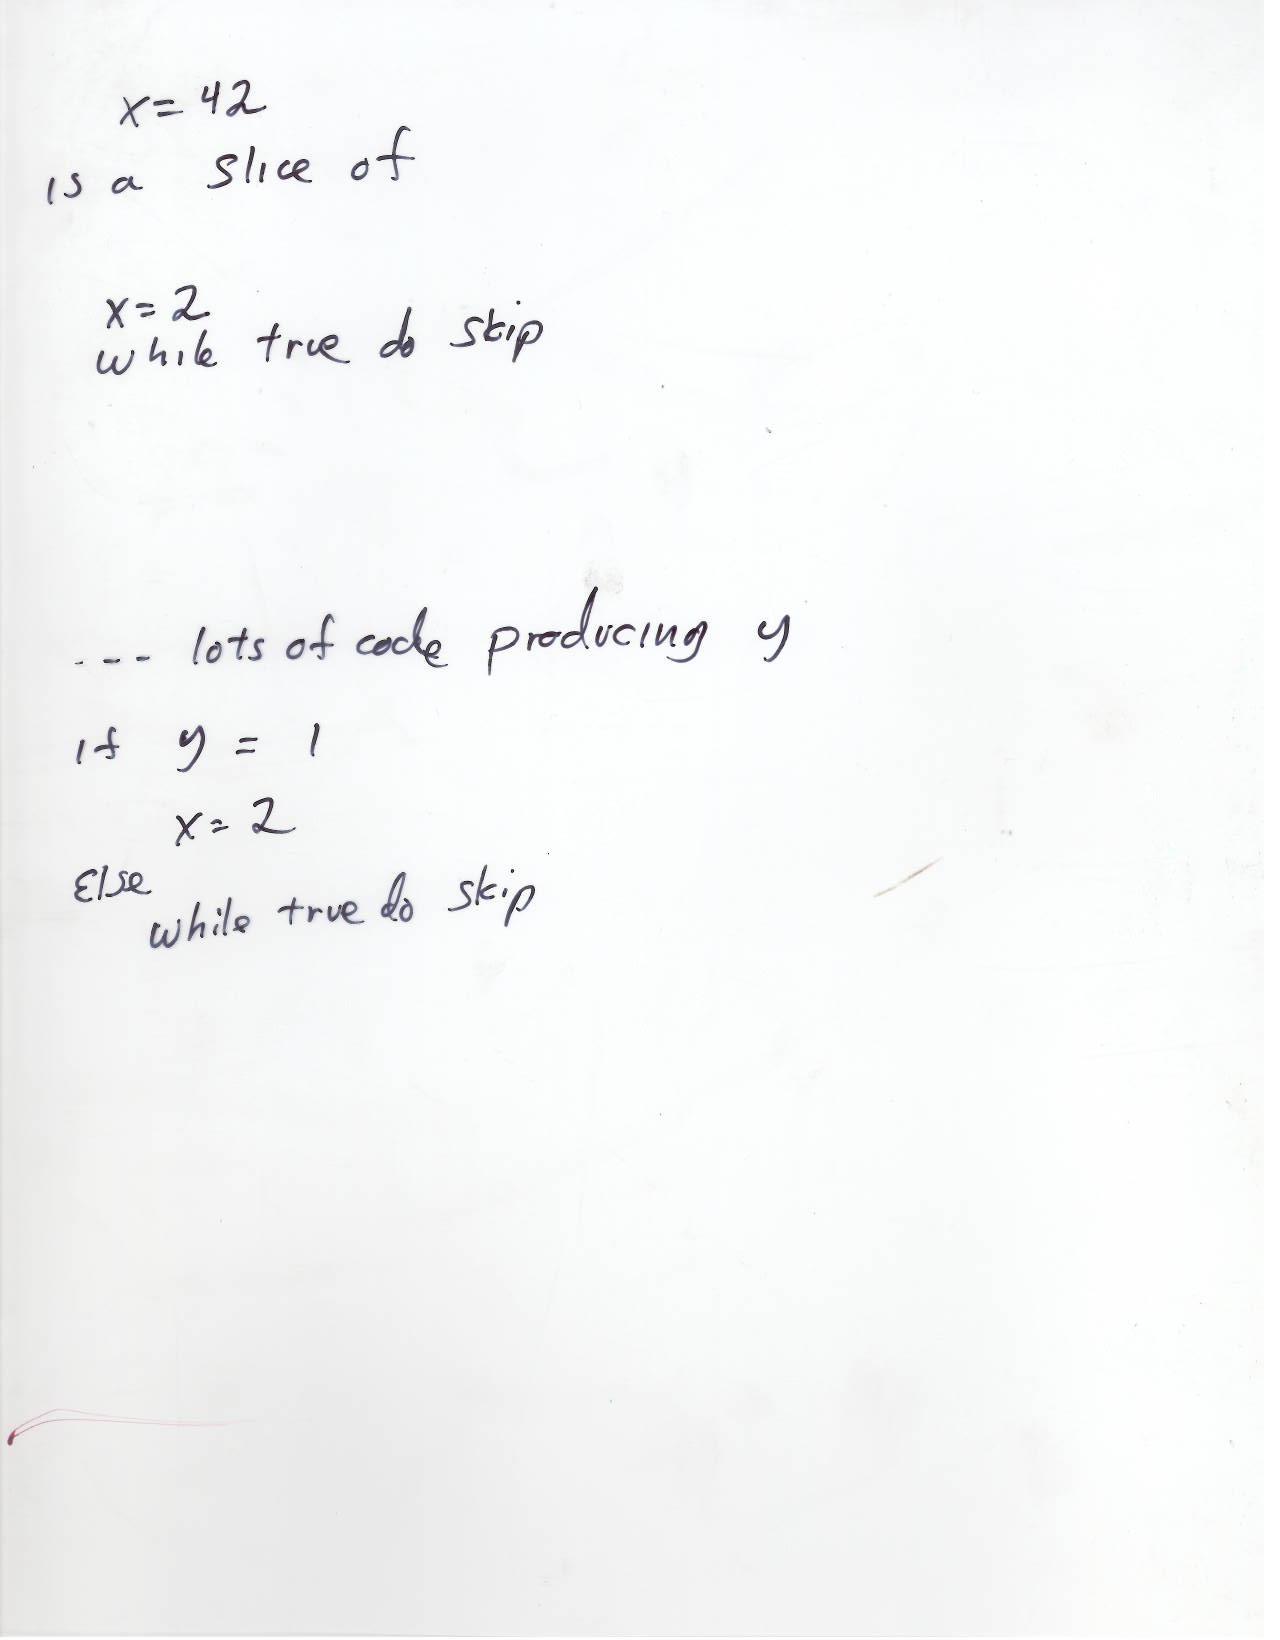 x = 42
is a slice of
x = 2
while true do skip
--- lots of code producing y
if y = 1
x = 2
Else
while true do skip